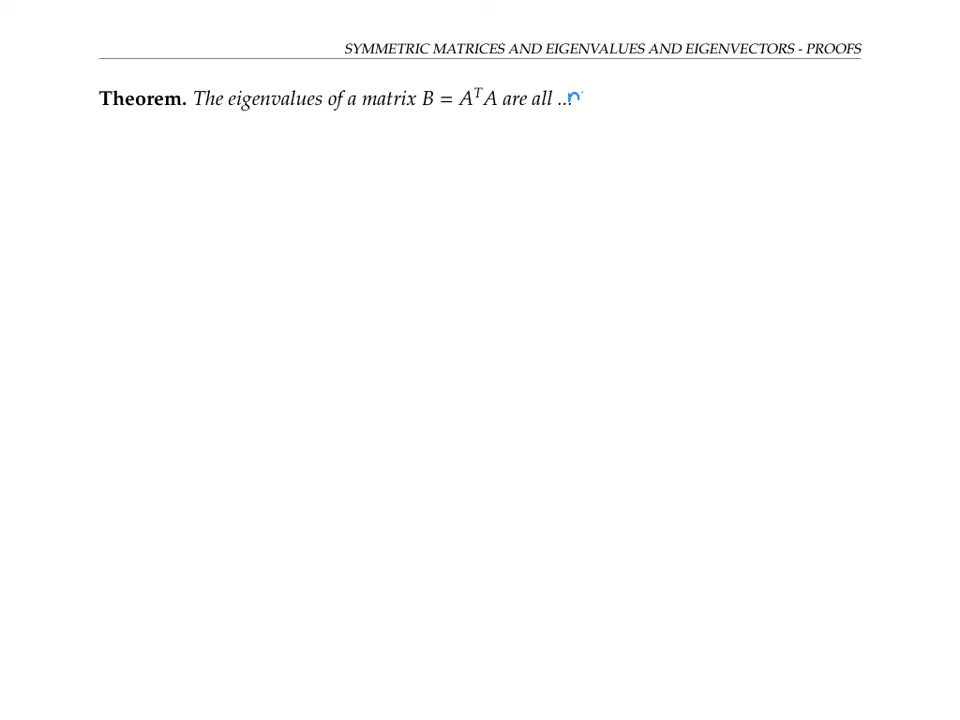 SYMMETRIC MATRICES AND EIGENVALUES AND EIGENVECTORS - PROOFS
Theorem. The eigenvalues of a matrix B = AᵀA are all ... n